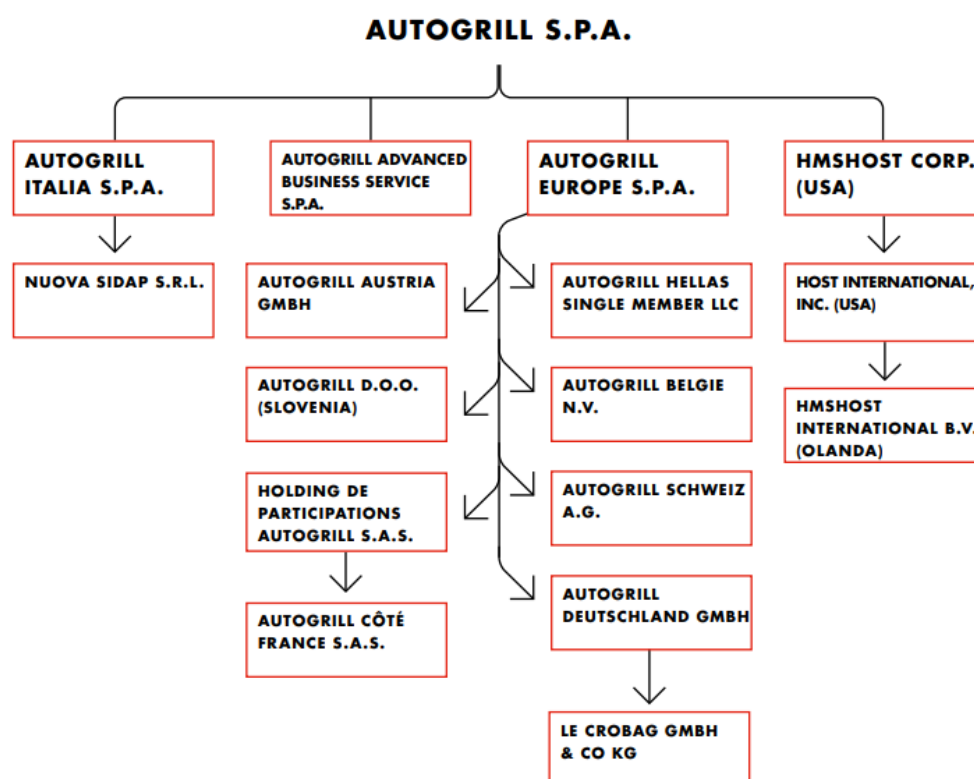 AUTOGRILL S.P.A.
AUTOGRILL
ITALIA S.P.A.
AUTOGRILL ADVANCED
BUSINESS SERVICE
S.P.A.
AUTOGRILL
EUROPE S.P.A.
HMSHOST CORP.
(USA)
NUOVA SIDAP S.R.L.
AUTOGRILL AUSTRIA
GMBH
AUTOGRILL HELLAS
SINGLE MEMBER LLC
HOST INTERNATIONAL,
INC. (USA)
AUTOGRILL D.O.O.
(SLOVENIA)
AUTOGRILL BELGIE
N.V.
HMSHOST
INTERNATIONAL B.V.
(OLANDA)
HOLDING DE
PARTICIPATIONS
AUTOGRILL S.A.S.
AUTOGRILL SCHWEIZ
A.G.
AUTOGRILL CÔTÉ
FRANCE S.A.S.
AUTOGRILL
DEUTSCHLAND GMBH
LE CROBAG GMBH
& CO KG